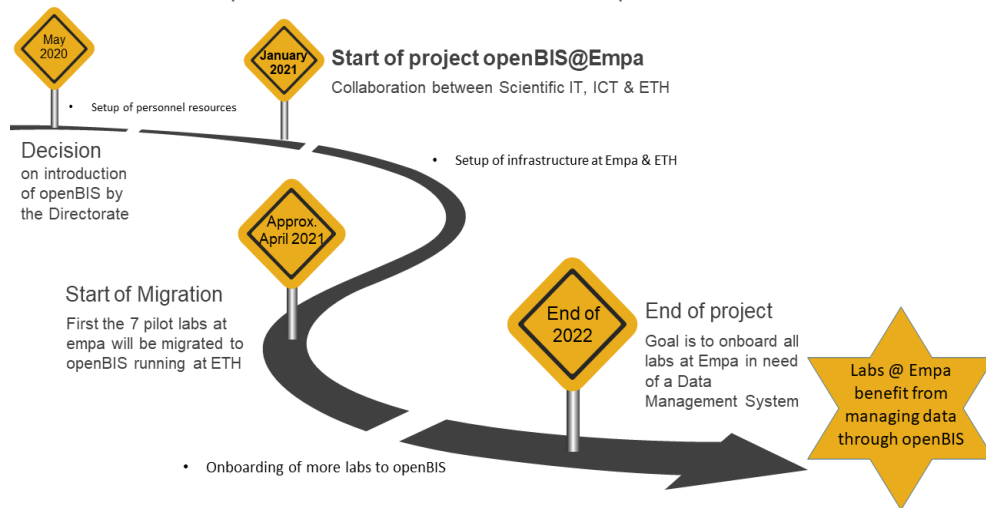 May
2020
• Setup of personnel resources
Decision
on introduction
of openBIS by
the Directorate
January
2021
Start of project openBIS@Empa
Collaboration between Scientific IT, ICT & ETH
• Setup of infrastructure at Empa & ETH
Approx.
April 2021
Start of Migration
First the 7 pilot labs at
empa will be migrated to
openBIS running at ETH
• Onboarding of more labs to openBIS
End of
2022
End of project
Goal is to onboard all
labs at Empa in need
of a Data
Management System
Labs @ Empa
benefit from
managing data
through openBIS